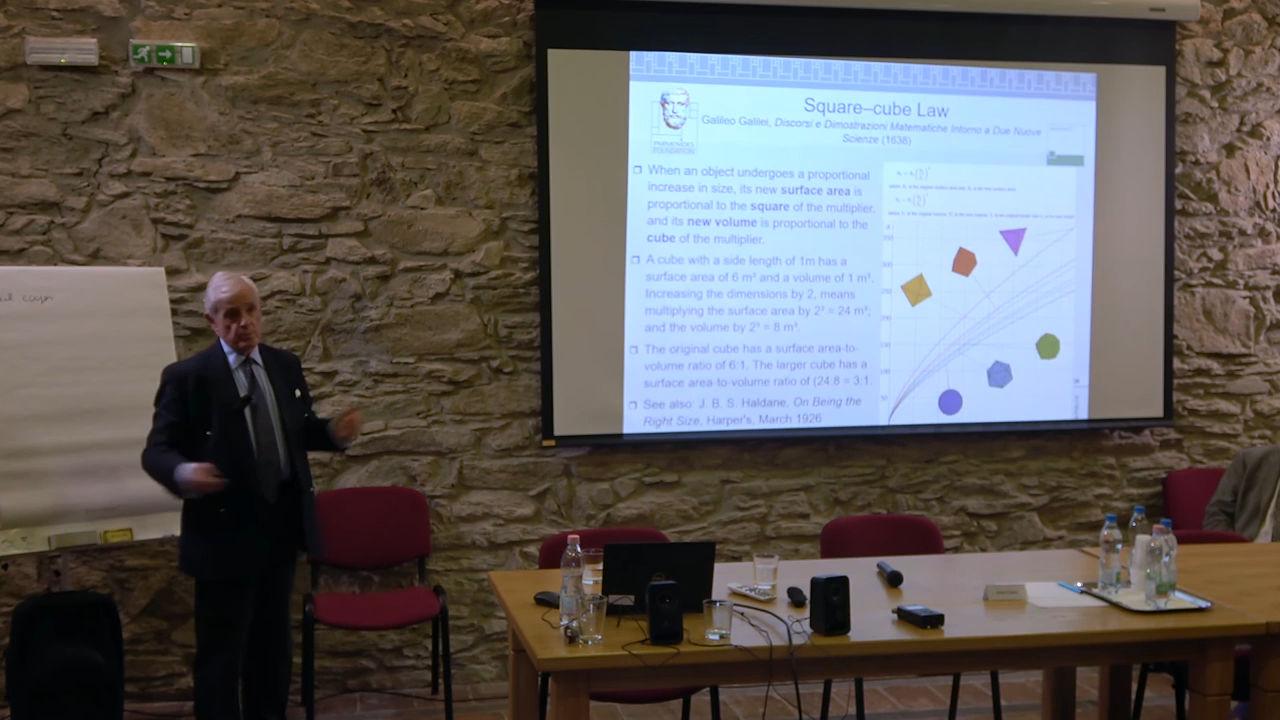 Square–cube Law
Galileo Galilei, Discorsi e Dimostrazioni Matematiche Intorno a Due Nuove
Scienze (1638)
PARMENIDES
FOUNDATION
❒ When an object undergoes a proportional
increase in size, its new surface area is
proportional to the square of the multiplier
and its new volume is proportional to the
cube of the multiplier.
❒ A cube with a side length of 1m has a
surface area of 6 m² and a volume of 1 m³.
Increasing the dimensions by 2, means
multiplying the surface area by 2² = 24 m²;
and the volume by 2³ = 8 m³.
❒ The original cube has a surface area-to-
volume ratio of 6:1. The larger cube has a
surface area-to-volume ratio of (24:8 = 3:1.
❒ See also: J. B. S. Haldane, On Being the
Right Size, Harper's, March 1926